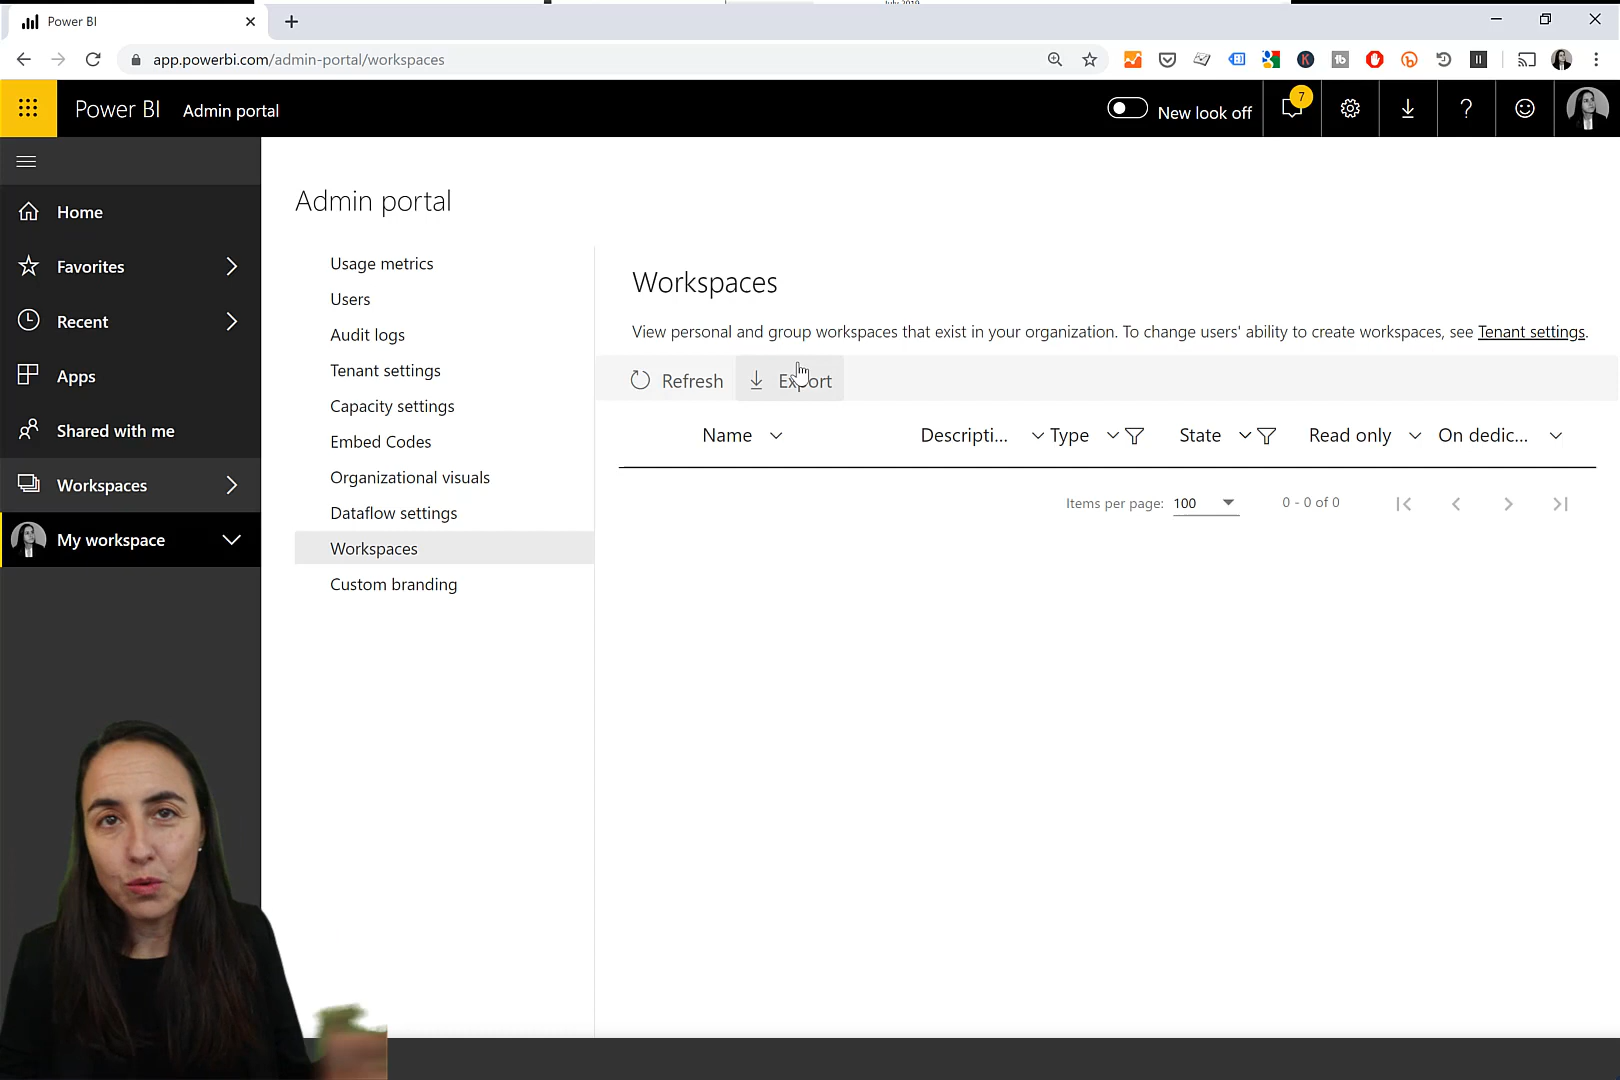 July 2019
Power BI
app.powerbi.com/admin-portal/workspaces
Power BI Admin portal
New look off
7
Home
Favorites
Recent
Apps
Shared with me
Workspaces
My workspace
Admin portal
Usage metrics
Users
Audit logs
Tenant settings
Capacity settings
Embed Codes
Organizational visuals
Dataflow settings
Workspaces
Custom branding
Workspaces
View personal and group workspaces that exist in your organization. To change users' ability to create workspaces, see Tenant settings.
Refresh Export
Name Descripti... Type State Read only On dedic...
Items per page: 100 0 - 0 of 0